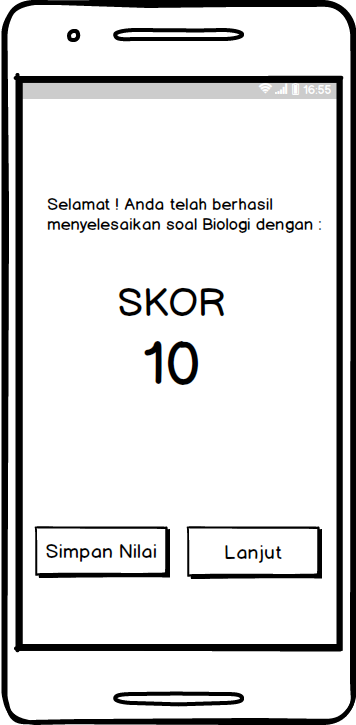 16:55
Selamat ! Anda telah berhasil
menyelesaikan soal Biologi dengan :
SKOR
10
Simpan Nilai
Lanjut